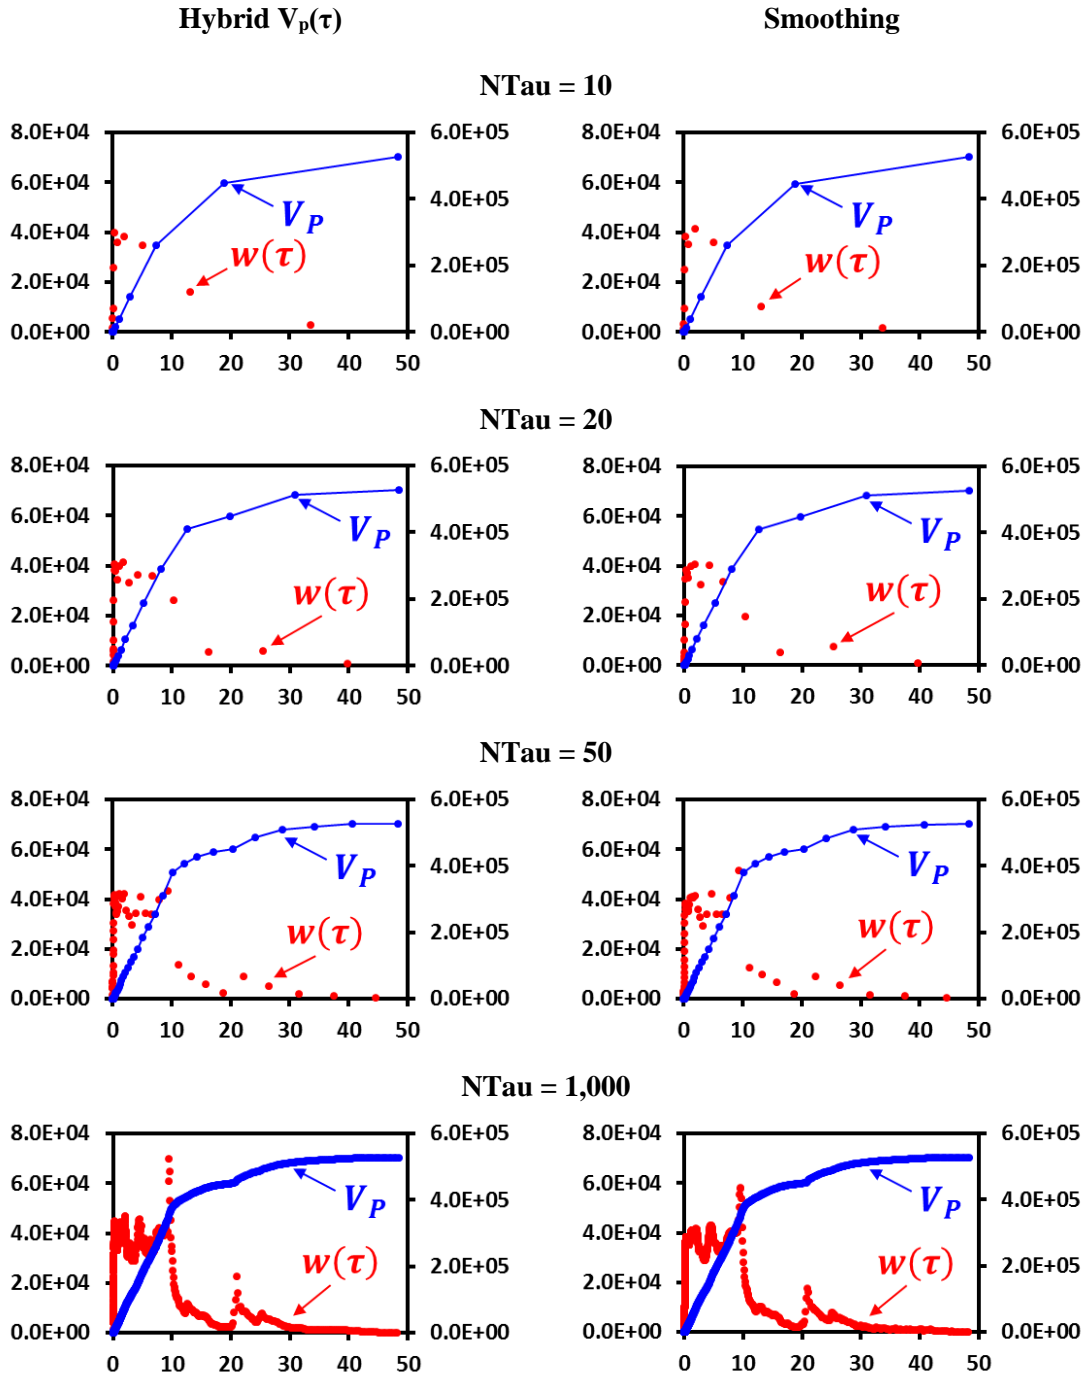 Hybrid Vₚ(τ) Smoothing
NTau = 10
8.0E+04 6.0E+05 8.0E+04 6.0E+05
6.0E+04 4.0E+05 6.0E+04 4.0E+05
4.0E+04 V_P 4.0E+04 V_P
w(τ) w(τ)
2.0E+04 2.0E+05 2.0E+04 2.0E+05
0.0E+00 0.0E+00 0.0E+00 0.0E+00
0 10 20 30 40 50 0 10 20 30 40 50
NTau = 20
8.0E+04 6.0E+05 8.0E+04 6.0E+05
6.0E+04 4.0E+05 6.0E+04 4.0E+05
V_P V_P
4.0E+04 4.0E+04
2.0E+04 w(τ) 2.0E+05 2.0E+04 w(τ) 2.0E+05
0.0E+00 0.0E+00 0.0E+00 0.0E+00
0 10 20 30 40 50 0 10 20 30 40 50
NTau = 50
8.0E+04 6.0E+05 8.0E+04 6.0E+05
6.0E+04 4.0E+05 6.0E+04 4.0E+05
V_P V_P
4.0E+04 4.0E+04
2.0E+04 w(τ) 2.0E+05 2.0E+04 w(τ) 2.0E+05
0.0E+00 0.0E+00 0.0E+00 0.0E+00
0 10 20 30 40 50 0 10 20 30 40 50
NTau = 1,000
8.0E+04 6.0E+05 8.0E+04 6.0E+05
6.0E+04 4.0E+05 6.0E+04 4.0E+05
V_P V_P
4.0E+04 4.0E+04
2.0E+04 w(τ) 2.0E+05 2.0E+04 w(τ) 2.0E+05
0.0E+00 0.0E+00 0.0E+00 0.0E+00
0 10 20 30 40 50 0 10 20 30 40 50